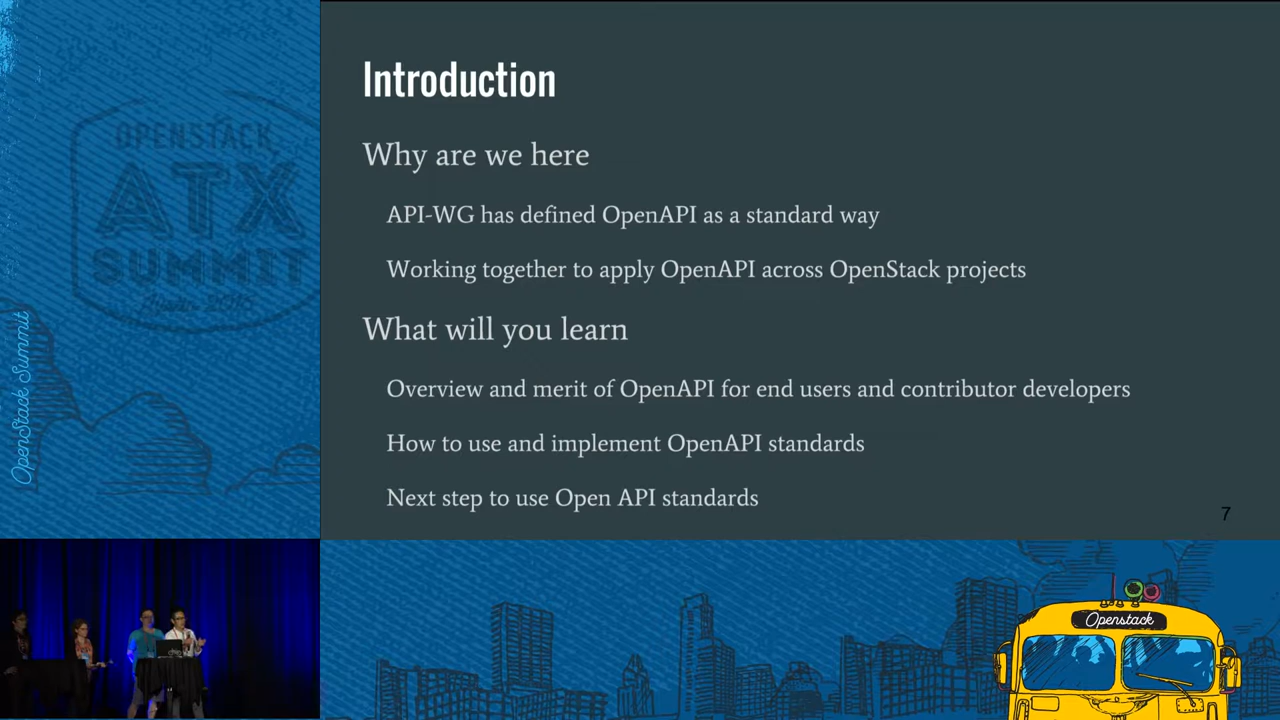 Introduction
Why are we here
API-WG has defined OpenAPI as a standard way
Working together to apply OpenAPI across OpenStack projects
What will you learn
Overview and merit of OpenAPI for end users and contributor developers
How to use and implement OpenAPI standards
Next step to use Open API standards
7
OPENSTACK
ATX
SUMMIT
OpenStack Summit
Openstack